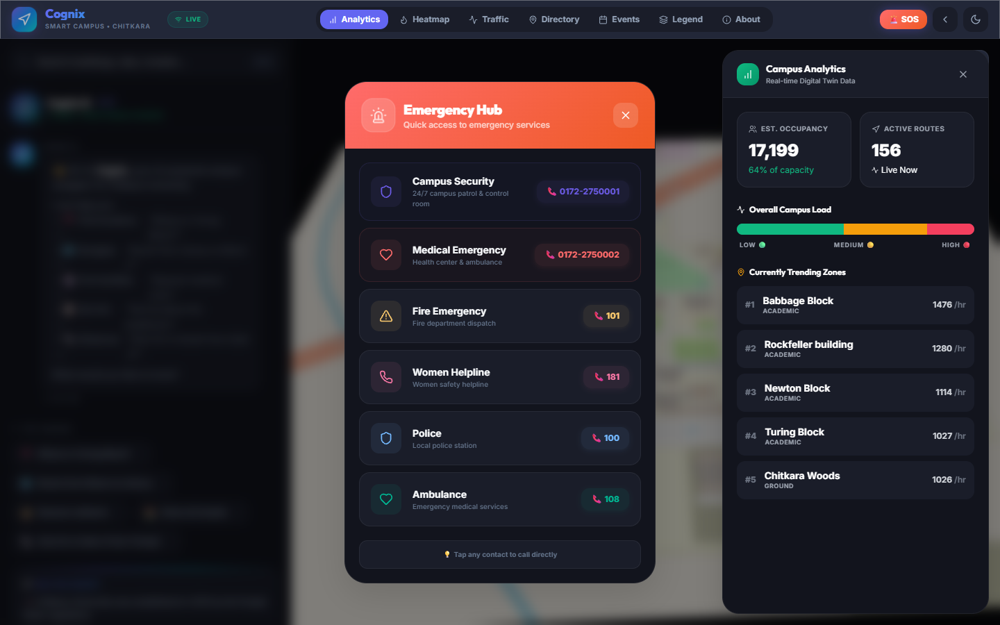 Cognix
SMART CAMPUS • CHITKARA
LIVE
Analytics
Heatmap
Traffic
Directory
Events
Legend
About
SOS
Emergency Hub
Quick access to emergency services
Campus Security
24/7 campus patrol & control
room
0172-2750001
Medical Emergency
Health center & ambulance
0172-2750002
Fire Emergency
Fire department dispatch
101
Women Helpline
Women safety helpline
181
Police
Local police station
100
Ambulance
Emergency medical services
108
Tap any contact to call directly
Campus Analytics
Real-time Digital Twin Data
EST. OCCUPANCY
17,199
64% of capacity
ACTIVE ROUTES
156
Live Now
Overall Campus Load
LOW
MEDIUM
HIGH
Currently Trending Zones
#1 Babbage Block 1476 /hr
ACADEMIC
#2 Rockfeller building 1280 /hr
ACADEMIC
#3 Newton Block 1114 /hr
ACADEMIC
#4 Turing Block 1027 /hr
ACADEMIC
#5 Chitkara Woods 1026 /hr
GROUND